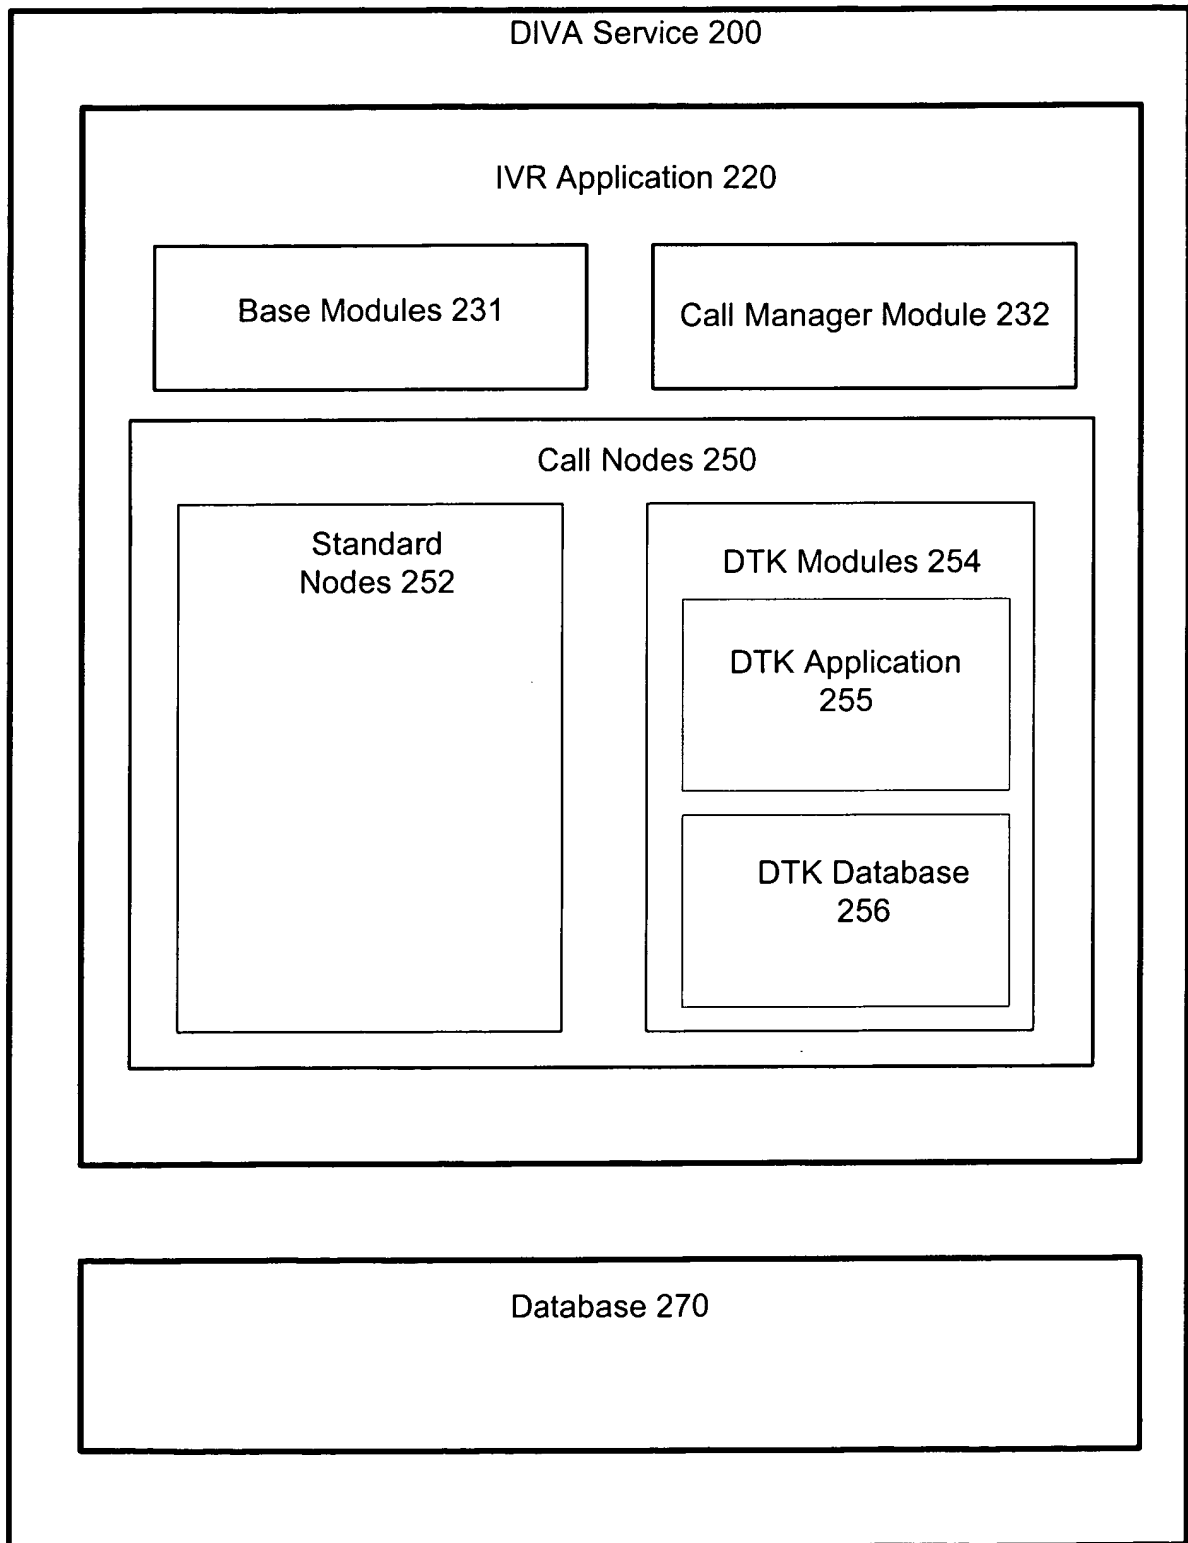 DIVA Service 200
IVR Application 220
Base Modules 231
Call Manager Module 232
Call Nodes 250
Standard
Nodes 252
DTK Modules 254
DTK Application
255
DTK Database
256
Database 270